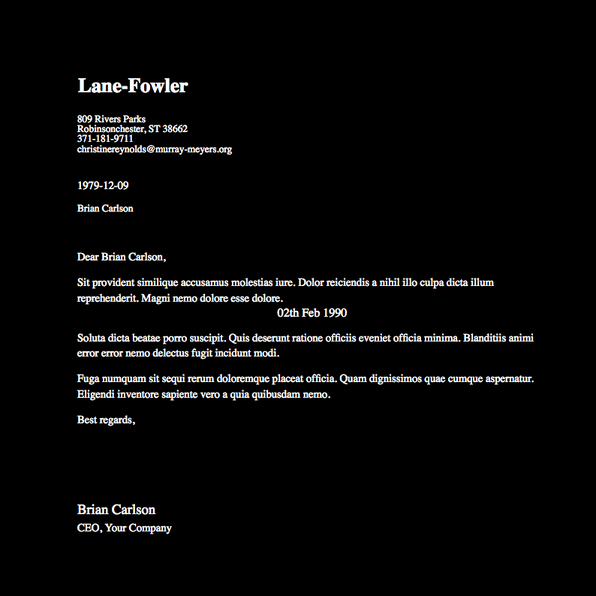 Lane-Fowler
809 Rivers Parks
Robinsonchester, ST 38662
371-181-9711
christinereynolds@murray-meyers.org
1979-12-09
Brian Carlson
Dear Brian Carlson,
Sit provident similique accusamus molestias iure. Dolor reiciendis a nihil illo culpa dicta illum
reprehenderit. Magni nemo dolore esse dolore.
02th Feb 1990
Soluta dicta beatae porro suscipit. Quis deserunt ratione officiis eveniet officia minima. Blanditiis animi
error error nemo delectus fugit incidunt modi.
Fuga numquam sit sequi rerum doloremque placeat officia. Quam dignissimos quae cumque aspernatur.
Eligendi inventore sapiente vero a quia quibusdam nemo.
Best regards,
Brian Carlson
CEO, Your Company